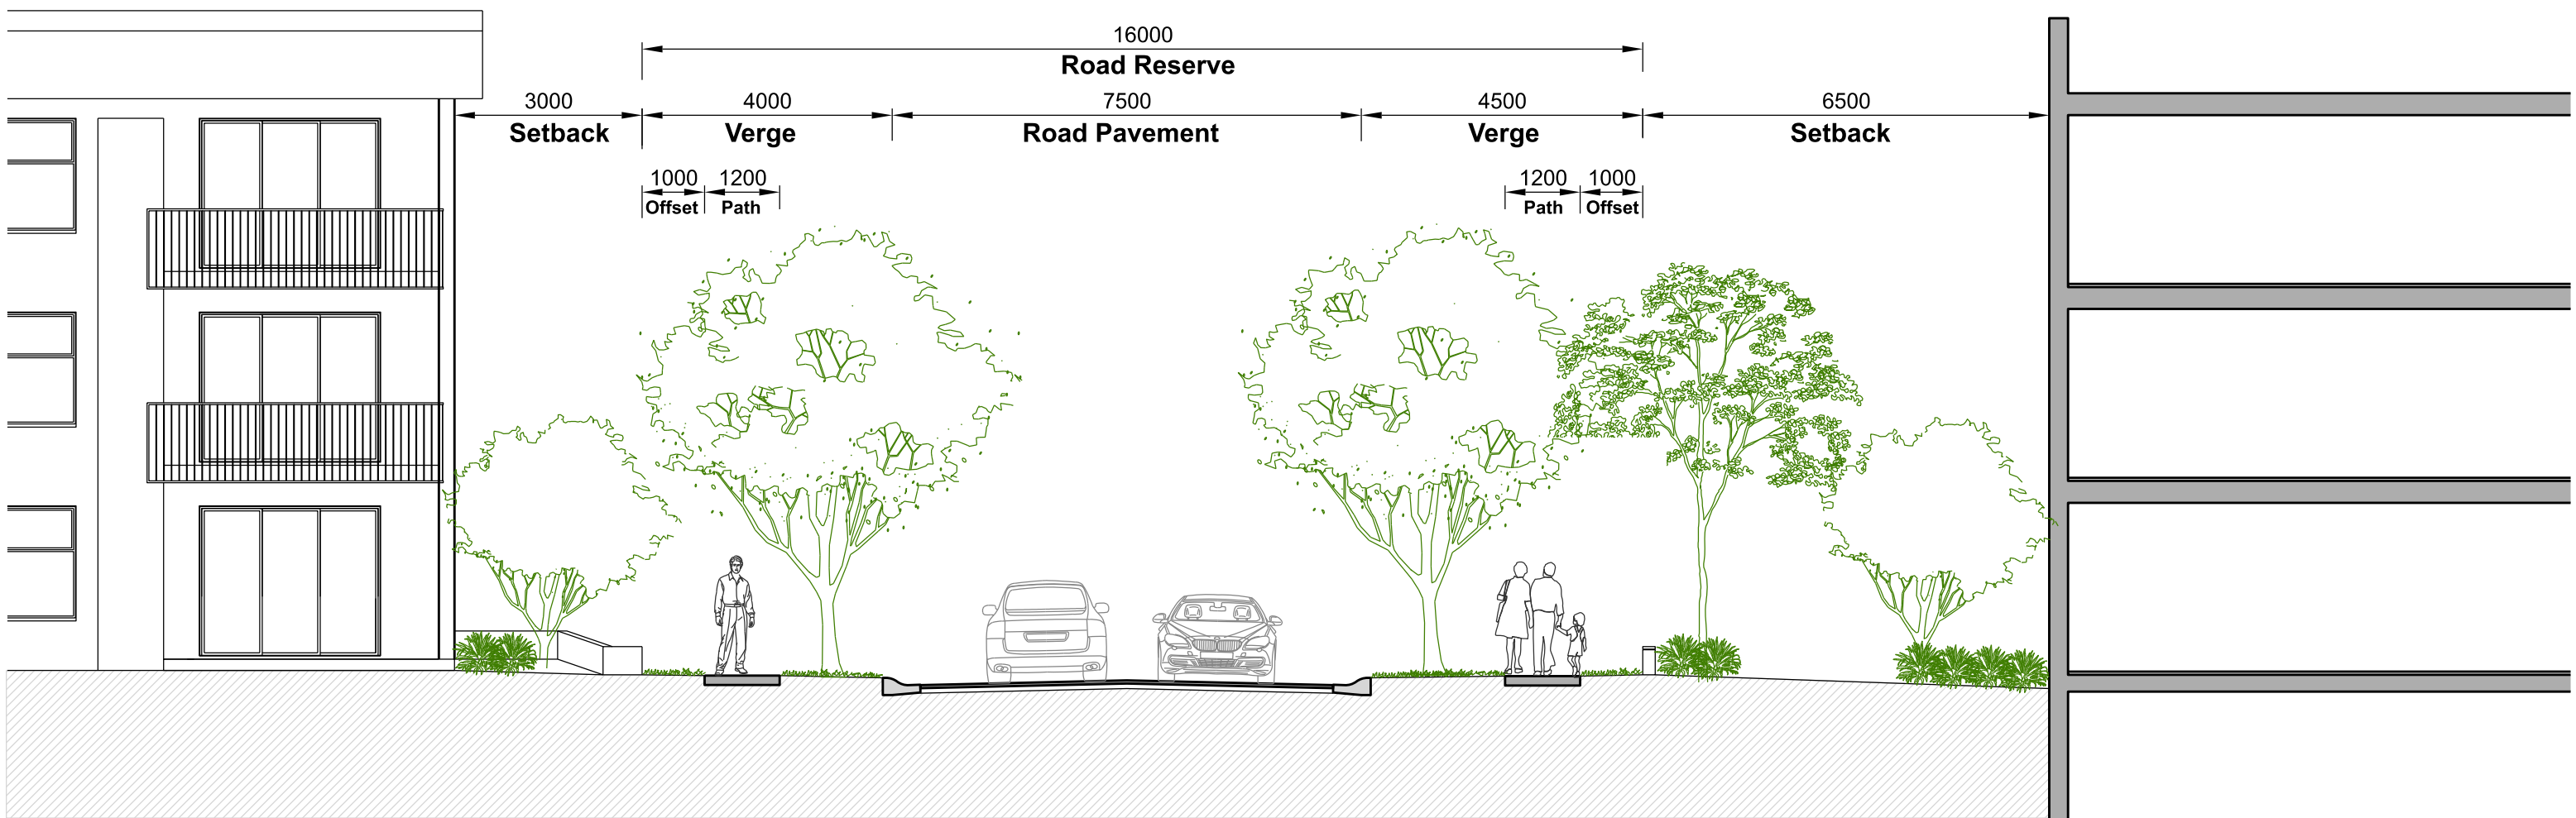 16000
Road Reserve
3000 4000 7500 4500 6500
Setback Verge Road Pavement Verge Setback
1000 1200 1200 1000
Offset Path Path Offset